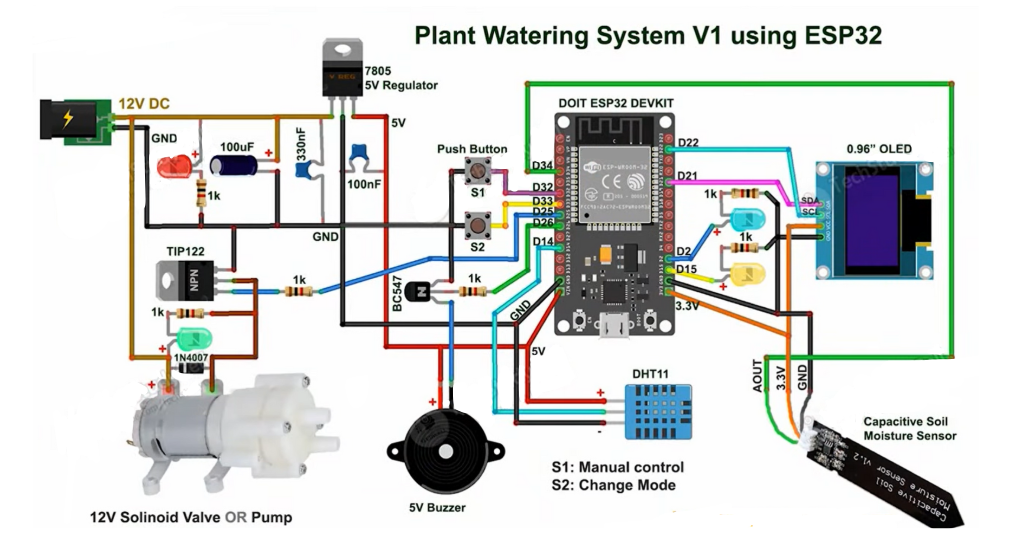 Plant Watering System V1 using ESP32
12V DC
GND
100uF
1k
330nF
V REG
7805
5V Regulator
5V
100nF
GND
Push Button
S1
S2
DOIT ESP32 DEVKIT
D34
D32
D33
D25
D26
D14
D22
D21
D2
D15
3.3V
GND
5V
1k
1k
0.96” OLED
SDA
SCL
TIP122
NPN
1k
1k
1N4007
BC547
N
1k
12V Solinoid Valve OR Pump
5V Buzzer
DHT11
S1: Manual control
S2: Change Mode
AOUT
3.3V
GND
Capacitive Soil
Moisture Sensor
Capacitive Soil
Moisture Sensor v1.2